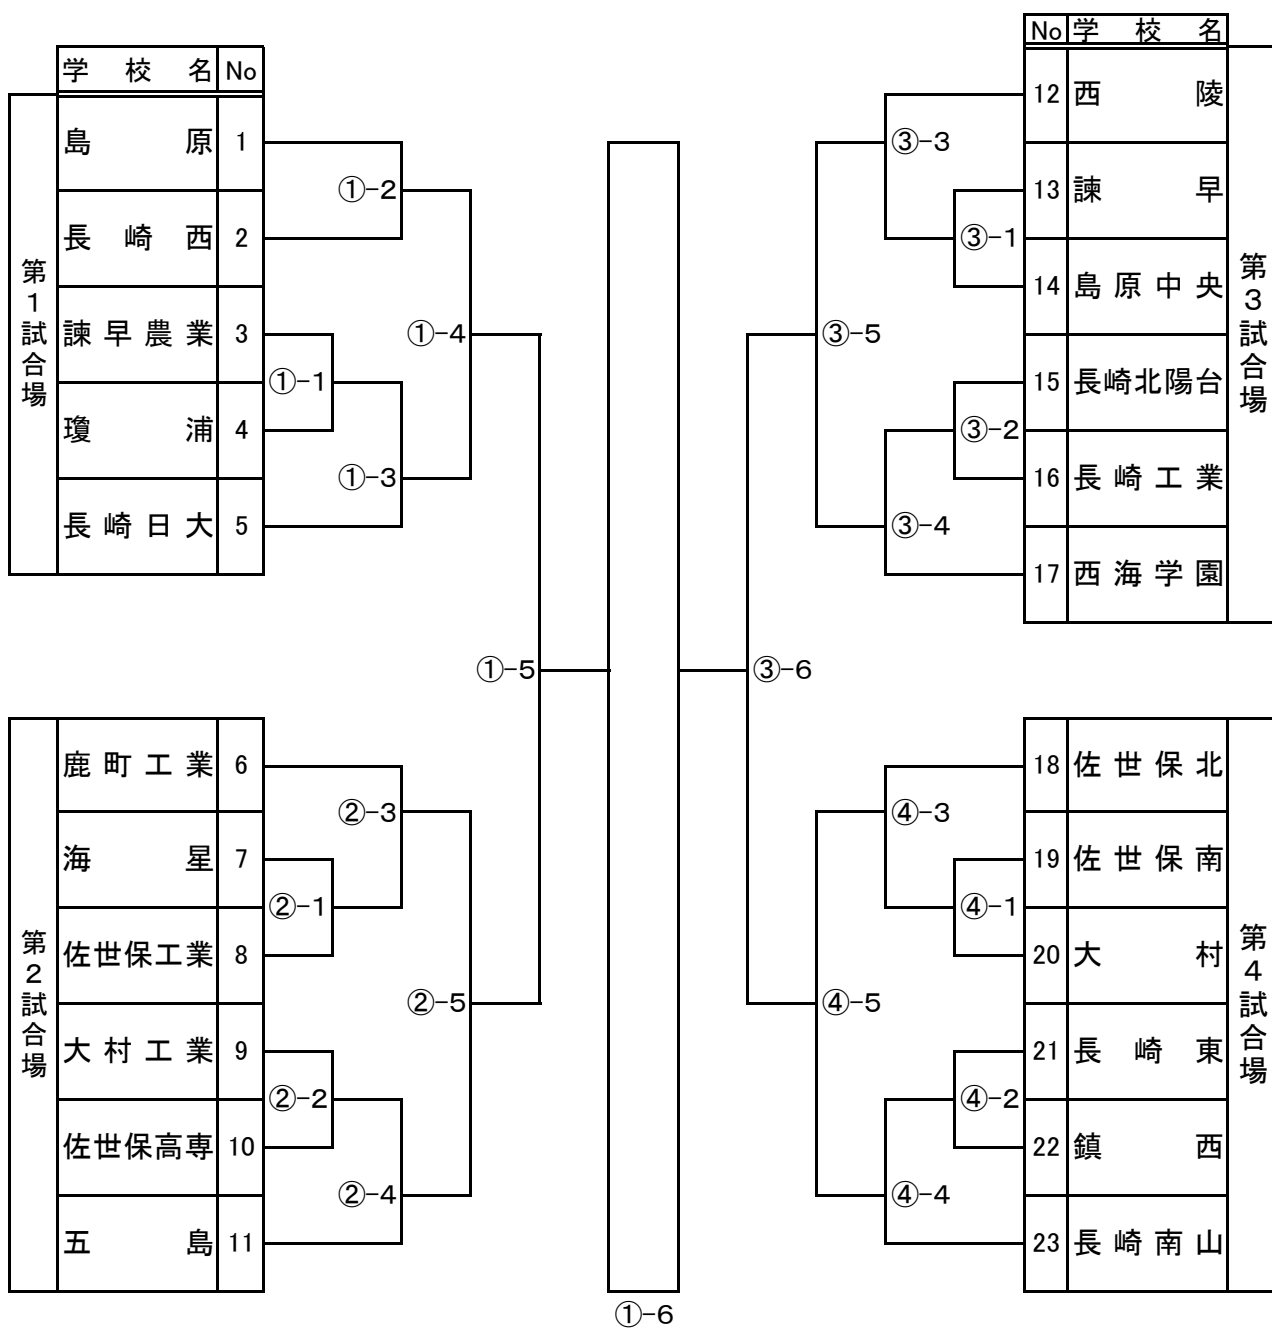 学校名 No
第1試合場
島原 1
長崎西 2
諫早農業 3
瓊浦 4
長崎日大 5
①-2
①-1
①-3
①-4
第2試合場
鹿町工業 6
海星 7
佐世保工業 8
大村工業 9
佐世保高専 10
五島 11
②-3
②-1
②-2
②-4
②-5
①-5
①-6
③-6
No 学校名
第3試合場
12 西陵
13 諫早
14 島原中央
15 長崎北陽台
16 長崎工業
17 西海学園
③-3
③-1
③-2
③-4
③-5
第4試合場
18 佐世保北
19 佐世保南
20 大村
21 長崎東
22 鎮西
23 長崎南山
④-3
④-1
④-2
④-4
④-5